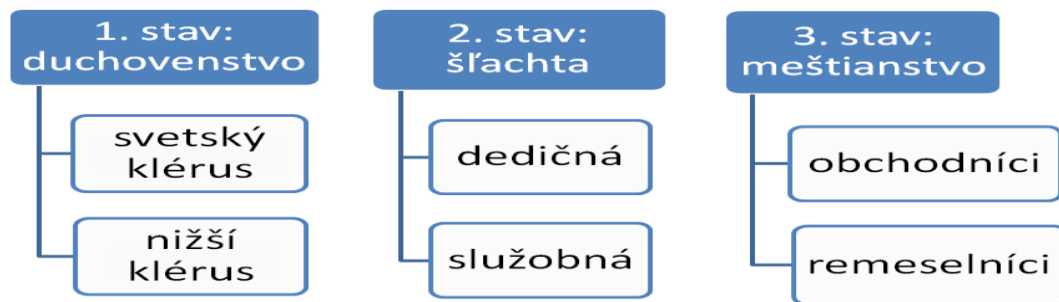 1. stav:
duchovenstvo
svetský
klérus
nižší
klérus
2. stav:
šľachta
dedičná
služobná
3. stav:
meštianstvo
obchodníci
remeselníci